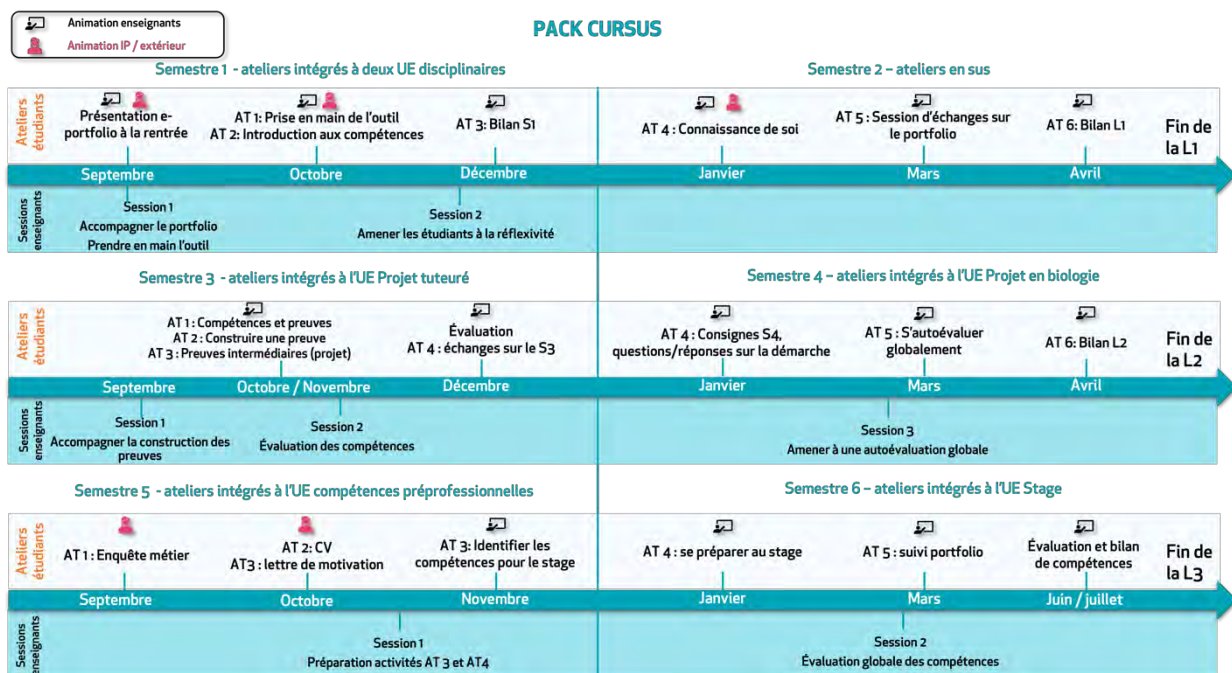 Animation enseignants
Animation IP / extérieur
PACK CURSUS
Semestre 1 - ateliers intégrés à deux UE disciplinaires
Semestre 2 – ateliers en sus
Ateliers
étudiants
Présentation e-
portfolio à la rentrée
AT 1: Prise en main de l'outil
AT 2: Introduction aux compétences
AT 3: Bilan S1
AT 4 : Connaissance de soi
AT 5 : Session d'échanges sur
le portfolio
AT 6: Bilan L1
Fin de
la L1
Septembre
Octobre
Décembre
Janvier
Mars
Avril
Sessions
enseignants
Session 1
Accompagner le portfolio
Prendre en main l'outil
Session 2
Amener les étudiants à la réflexivité
Semestre 3 - ateliers intégrés à l'UE Projet tuteuré
Semestre 4 – ateliers intégrés à l'UE Projet en biologie
Ateliers
étudiants
AT 1 : Compétences et preuves
AT 2 : Construire une preuve
AT 3 : Preuves intermédiaires (projet)
Évaluation
AT 4 : échanges sur le S3
AT 4 : Consignes S4,
questions/réponses sur la démarche
AT 5 : S'autoévaluer
globalement
AT 6: Bilan L2
Fin de
la L2
Septembre
Octobre / Novembre
Décembre
Janvier
Mars
Avril
Sessions
enseignants
Session 1
Accompagner la construction des
preuves
Session 2
Évaluation des compétences
Session 3
Amener à une autoévaluation globale
Semestre 5 - ateliers intégrés à l'UE compétences préprofessionnelles
Semestre 6 – ateliers intégrés à l'UE Stage
Ateliers
étudiants
AT 1 : Enquête métier
AT 2: CV
AT3 : lettre de motivation
AT 3: Identifier les
compétences pour le stage
AT 4 : se préparer au stage
AT 5 : suivi portfolio
Évaluation et bilan
de compétences
Fin de
la L3
Septembre
Octobre
Novembre
Janvier
Mars
Juin / juillet
Sessions
enseignants
Session 1
Préparation activités AT 3 et AT4
Session 2
Évaluation globale des compétences